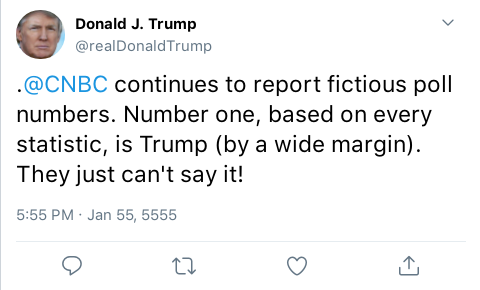 Donald J. Trump
@realDonaldTrump
.@CNBC continues to report fictious poll
numbers. Number one, based on every
statistic, is Trump (by a wide margin).
They just can't say it!
5:55 PM · Jan 55, 5555